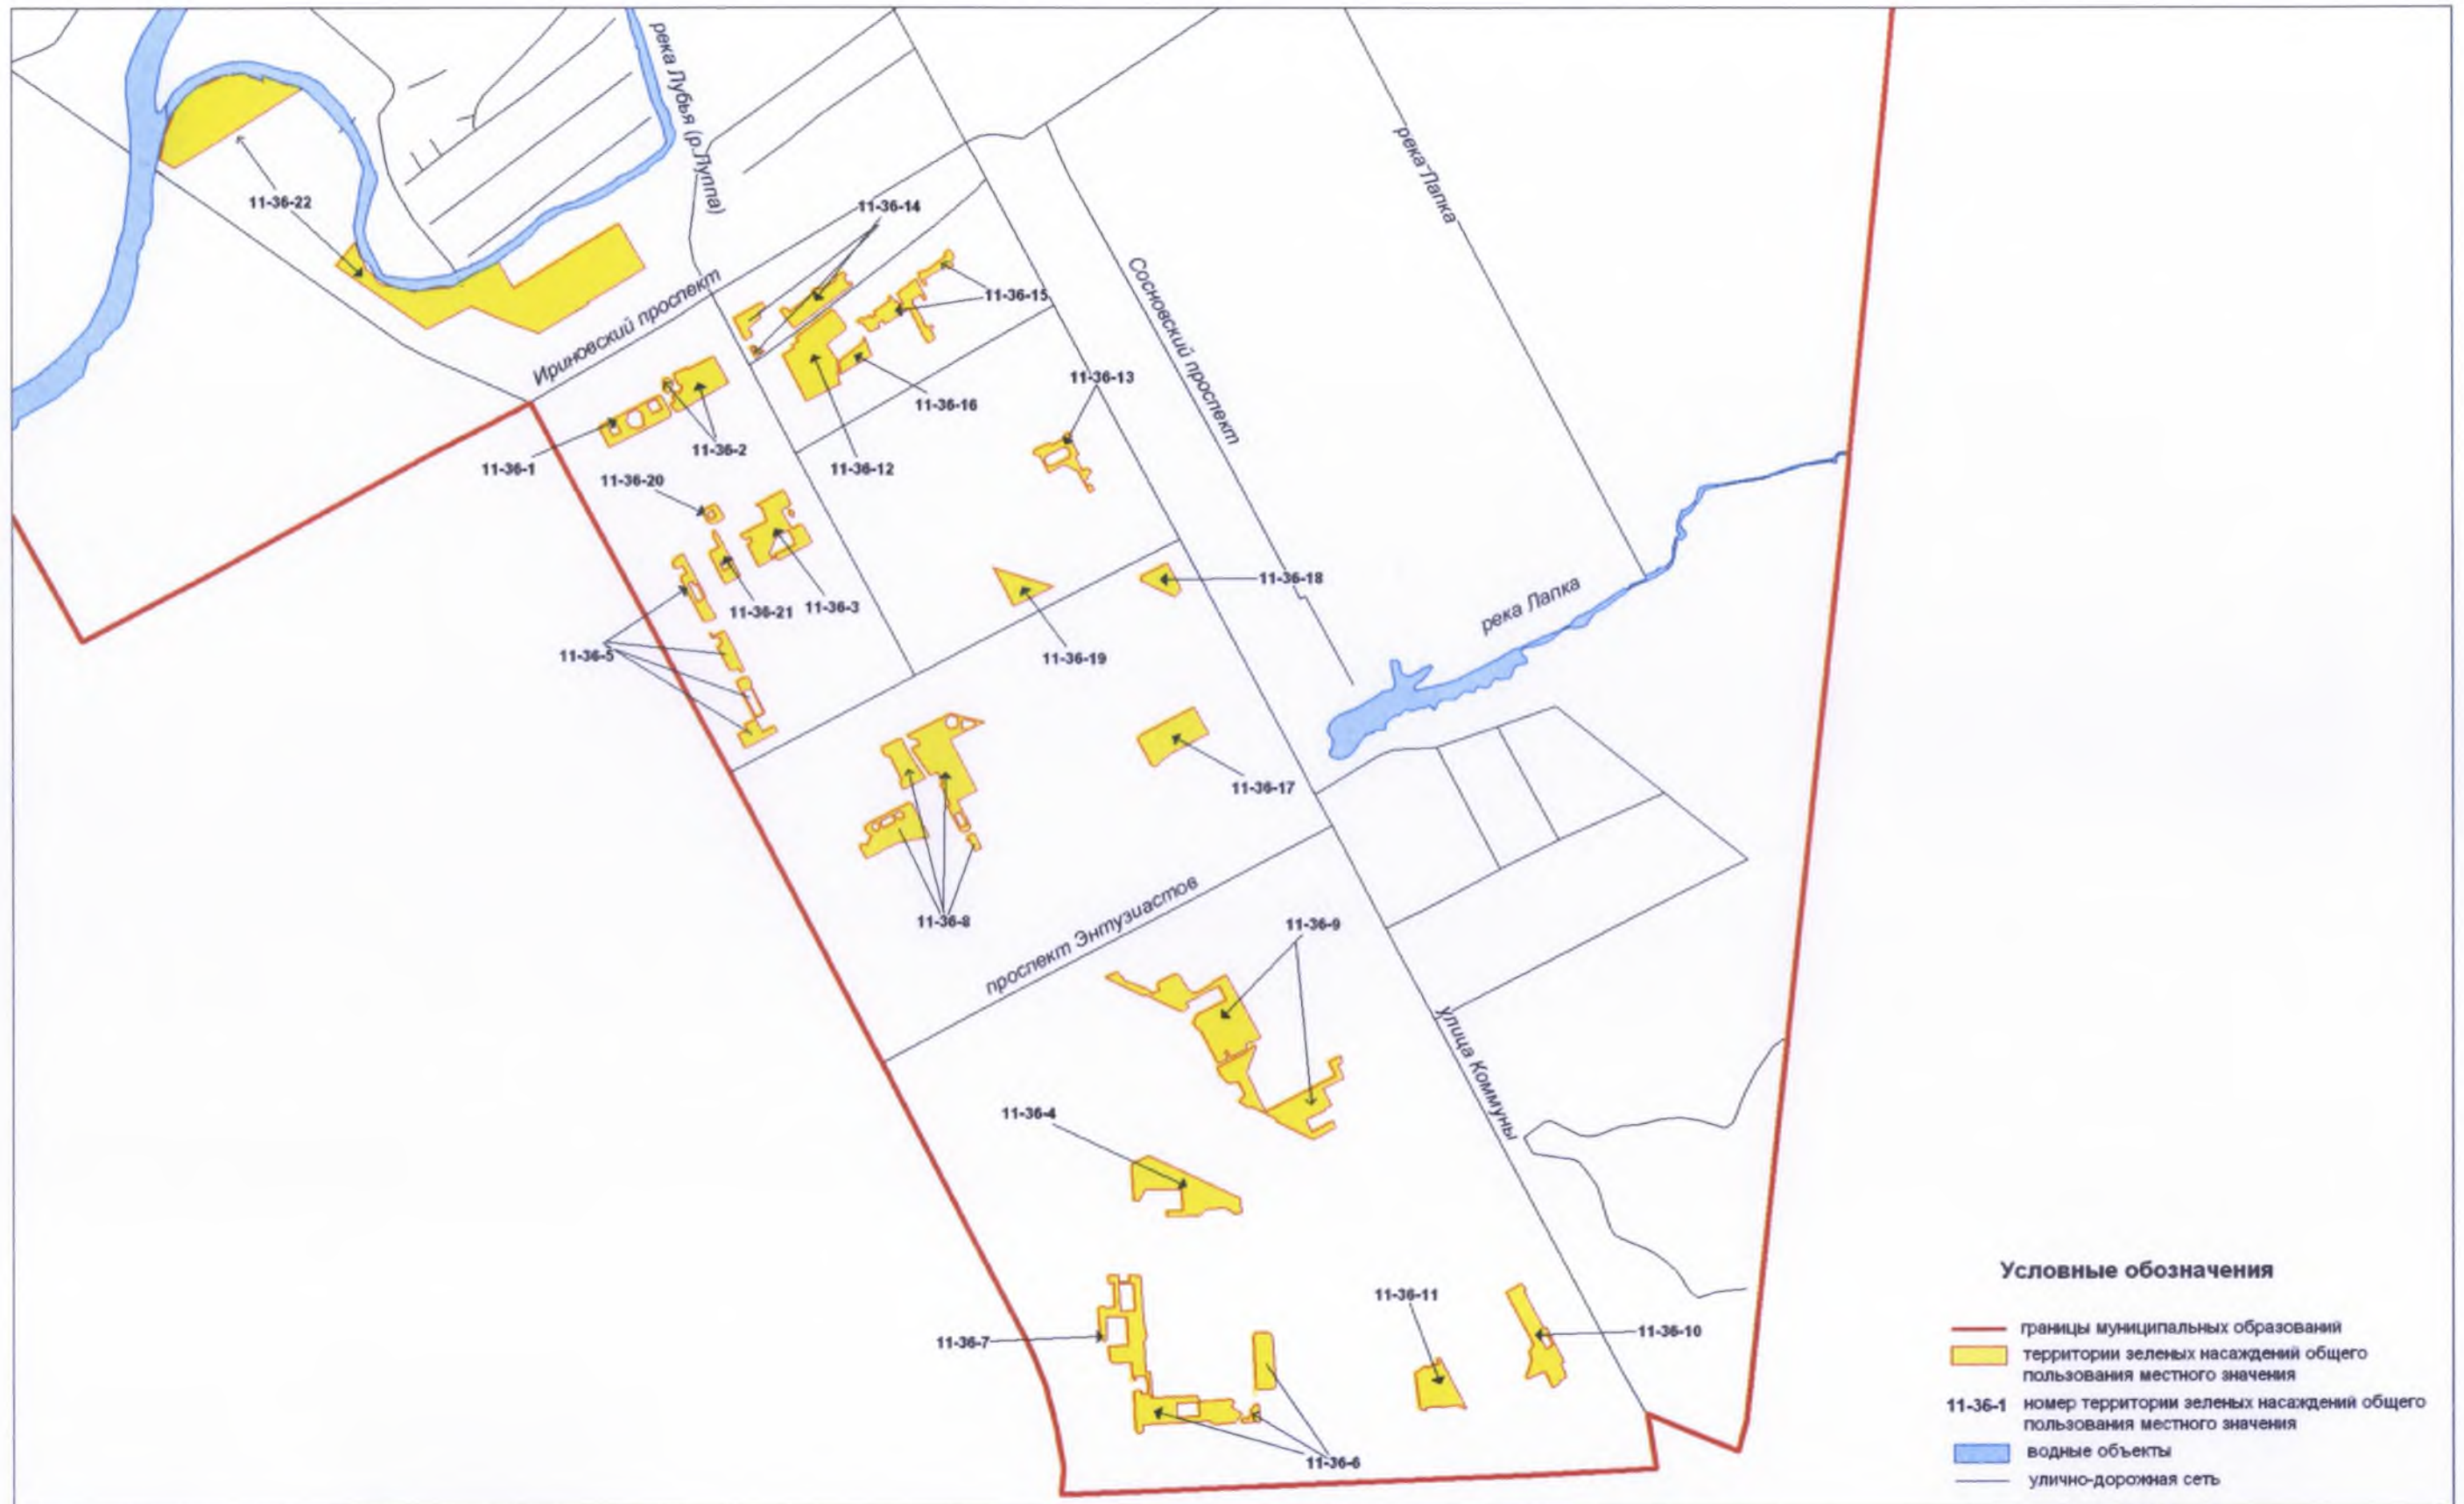 река Лубья (р.Луппа)
река Лапка
11-36-22
11-36-14
Ириновский проспект
11-36-15
Сосновский проспект
11-36-13
11-36-16
11-36-2
11-36-1
11-36-12
11-36-20
11-36-18
11-36-21
11-36-3
река Лапка
11-36-5
11-36-19
11-36-17
11-36-8
проспект Энтузиастов
11-36-9
улица Коммуны
11-36-4
11-36-11
11-36-10
11-36-7
11-36-6
Условные обозначения
границы муниципальных образований
территории зеленых насаждений общего
пользования местного значения
11-36-1 номер территории зеленых насаждений общего
пользования местного значения
водные объекты
улично-дорожная сеть